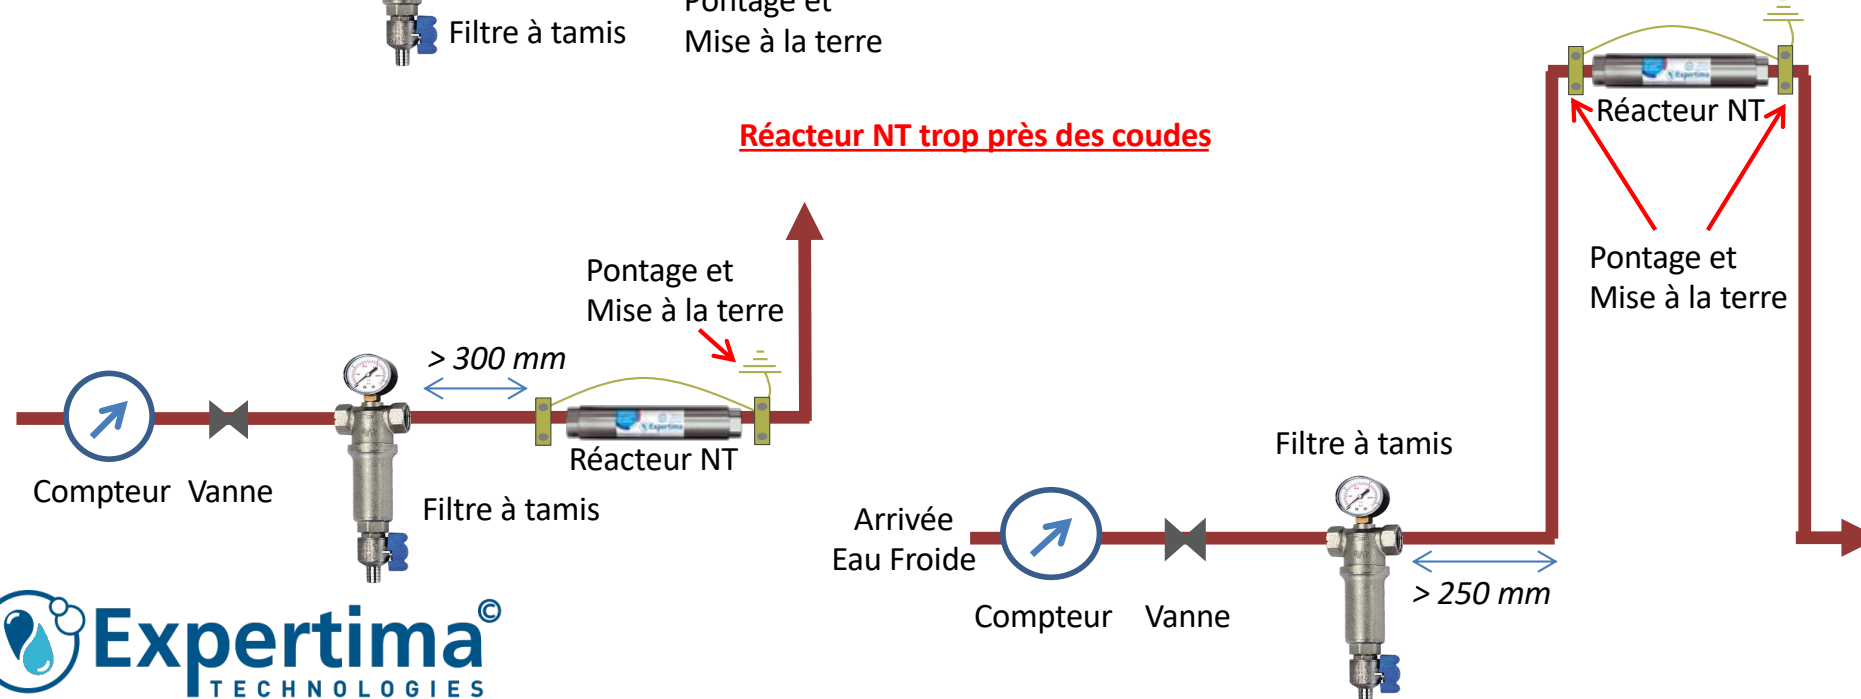 Pontage et
Filtre à tamis
Mise à la terre
Expertima
Réacteur NT
Réacteur NT trop près des coudes
Pontage et
Mise à la terre
Pontage et
Mise à la terre
> 300 mm
Expertima
Réacteur NT
Compteur Vanne
Filtre à tamis
Filtre à tamis
Arrivée
Eau Froide
> 250 mm
Compteur Vanne
Expertima©
TECHNOLOGIES